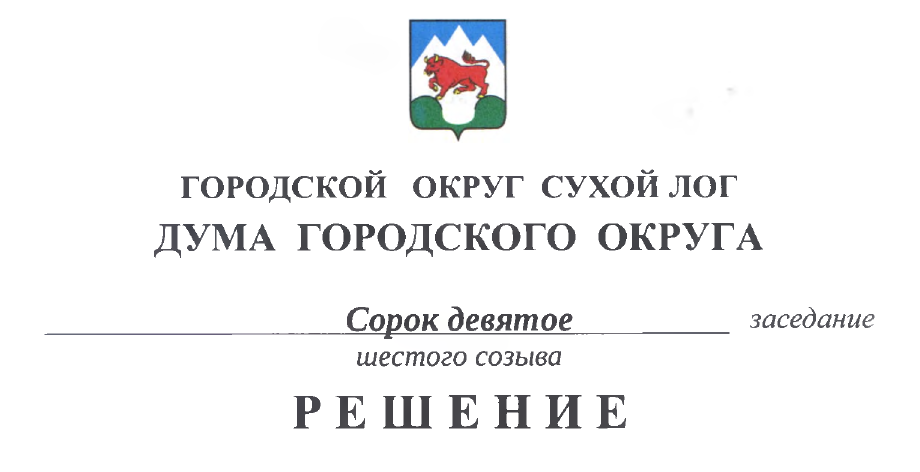 ГОРОДСКОЙ ОКРУГ СУХОЙ ЛОГ
ДУМА ГОРОДСКОГО ОКРУГА
Сорок девятое заседание
шестого созыва
РЕШЕНИЕ